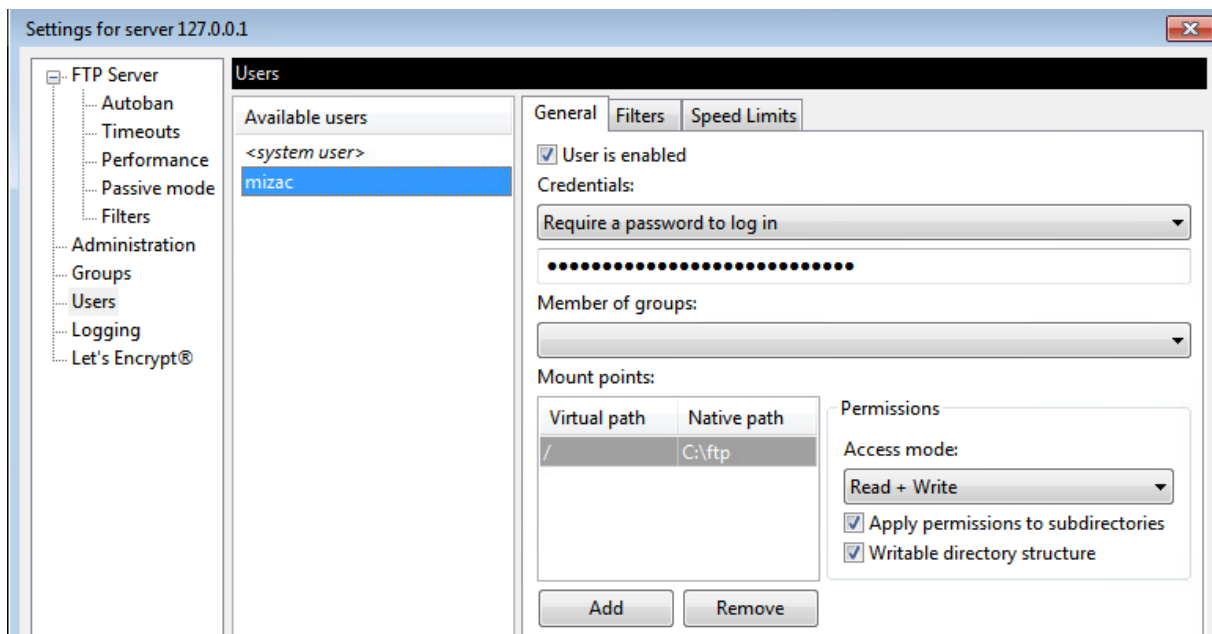 Settings for server 127.0.0.1
FTP Server
Autoban
Timeouts
Performance
Passive mode
Filters
Administration
Groups
Users
Logging
Let's Encrypt®
Users
Available users
<system user>
mizac
General Filters Speed Limits
User is enabled
Credentials:
Require a password to log in
••••••••••••••••••••••••••••
Member of groups:
Mount points:
Virtual path Native path
/ C:\ftp
Permissions
Access mode:
Read + Write
Apply permissions to subdirectories
Writable directory structure
Add Remove